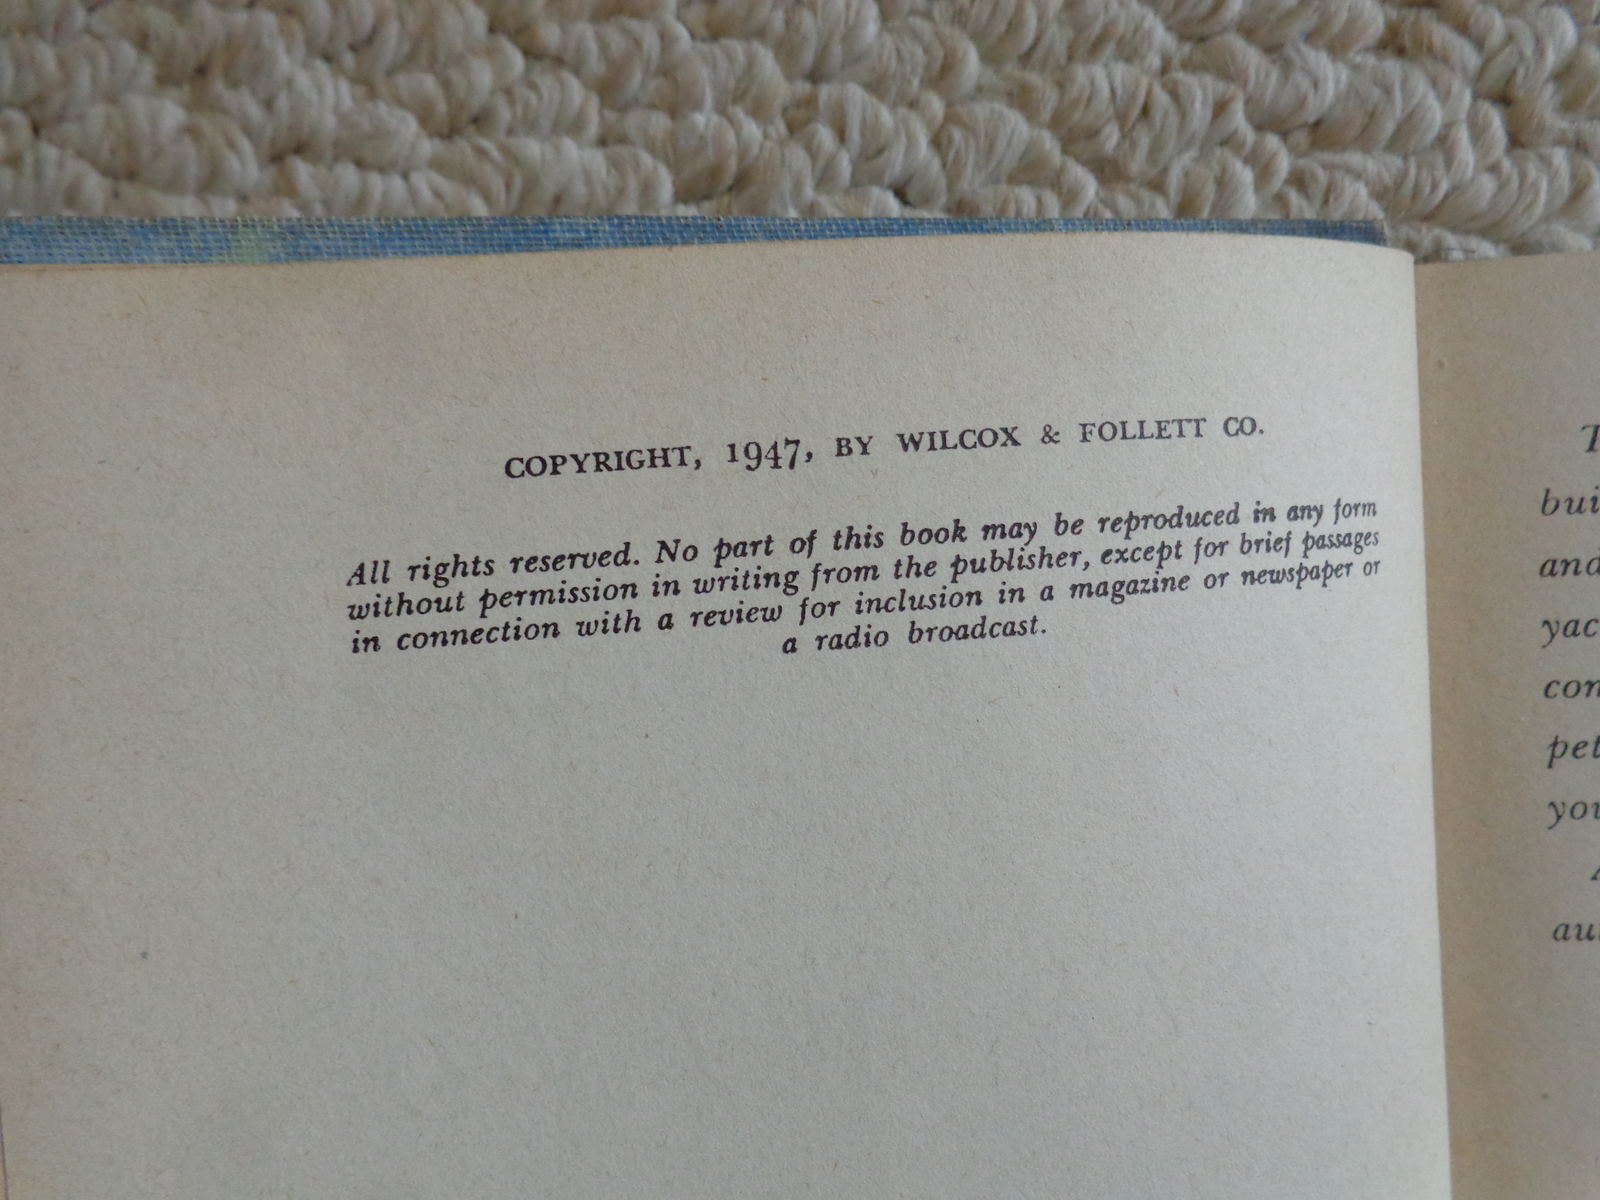 COPYRIGHT, 1947, BY WILCOX & FOLLETT CO.
All rights reserved. No part of this book may be reproduced in any form
without permission in writing from the publisher, except for brief passages
in connection with a review for inclusion in a magazine or newspaper or
a radio broadcast.
and